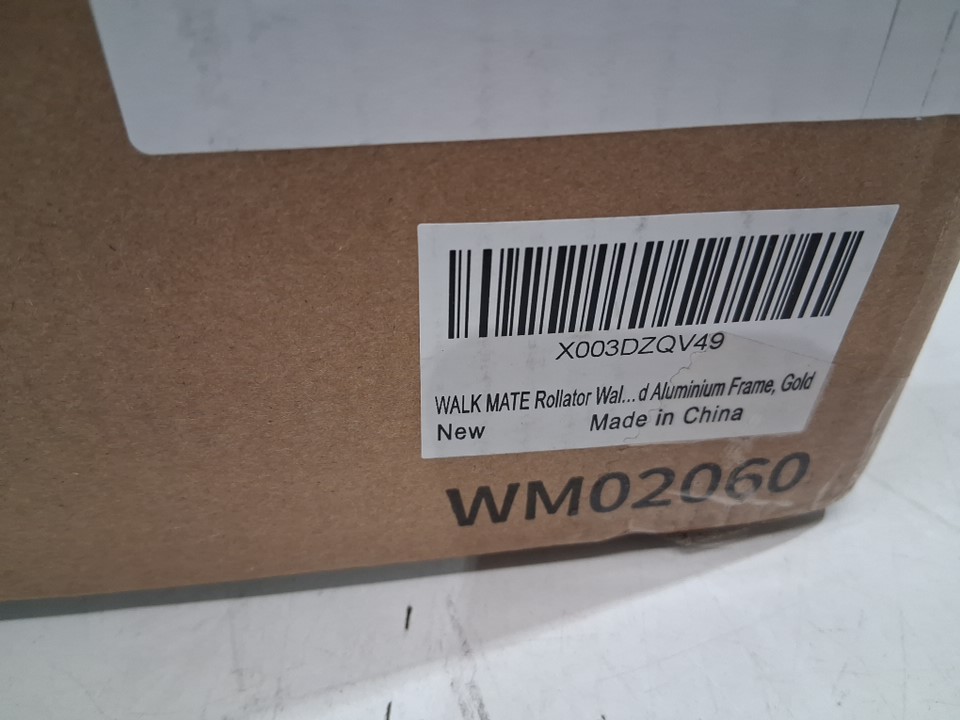 X003DZQV49
WALK MATE Rollator Wal...d Aluminium Frame, Gold
New Made in China
WM02060